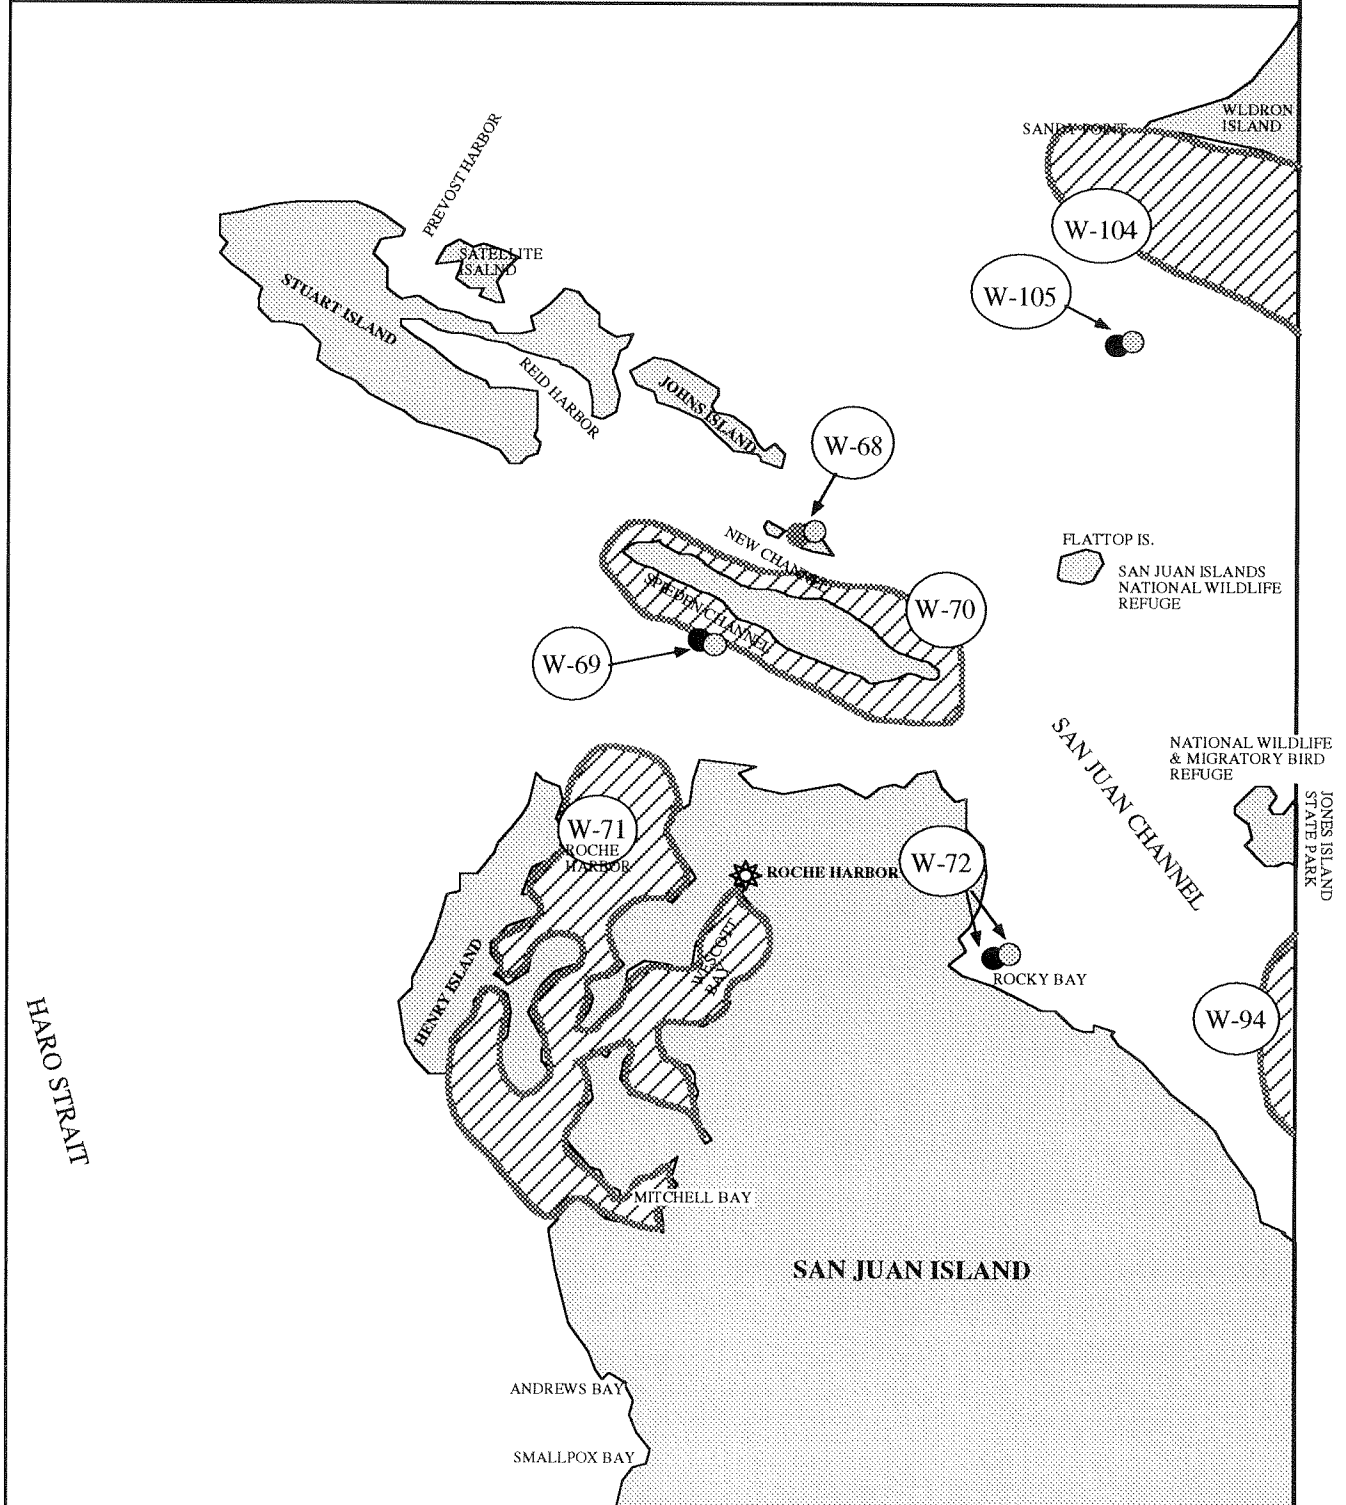 WLDRON
ISLAND
SANDY POINT
PREVOST HARBOR
W-104
SATELLITE
ISALND
W-105
STUART ISLAND
REID HARBOR
JOHNS ISLAND
W-68
NEW CHANNEL
FLATTOP IS.
SAN JUAN ISLANDS
NATIONAL WILDLIFE
REFUGE
SPIEDEN CHANNEL
W-70
W-69
SAN JUAN CHANNEL
NATIONAL WILDLIFE
& MIGRATORY BIRD
REFUGE
JONES ISLAND
STATE PARK
W-71
ROCHE
HARBOR
ROCHE HARBOR
W-72
WESCOTT
BAY
HENRY ISLAND
ROCKY BAY
W-94
HARO STRAIT
MITCHELL BAY
SAN JUAN ISLAND
ANDREWS BAY
SMALLPOX BAY